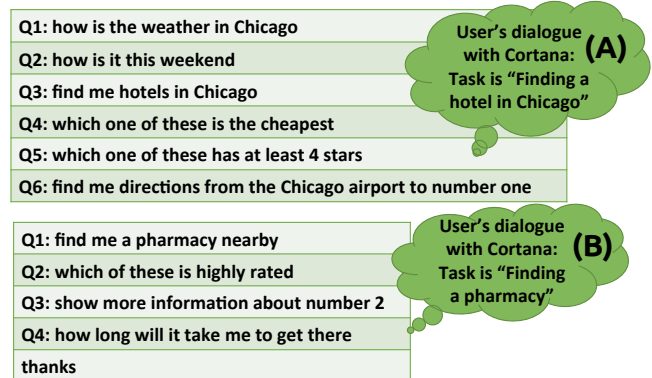 Q1: how is the weather in Chicago
Q2: how is it this weekend
Q3: find me hotels in Chicago
Q4: which one of these is the cheapest
Q5: which one of these has at least 4 stars
Q6: find me directions from the Chicago airport to number one
User's dialogue
with Cortana:
Task is "Finding a
hotel in Chicago"
(A)
Q1: find me a pharmacy nearby
Q2: which of these is highly rated
Q3: show more information about number 2
Q4: how long will it take me to get there
thanks
User's dialogue
with Cortana:
Task is "Finding
a pharmacy"
(B)